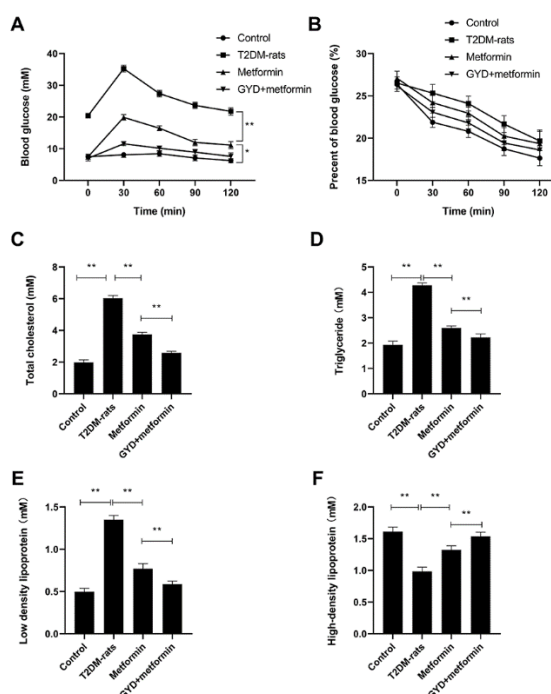 A
Control
T2DM-rats
Metformin
GYD+metformin
Blood glucose (mM)
60
40
20
0
**
*
0 30 60 90 120
Time (min)
B
Control
T2DM-rats
Metformin
GYD+metformin
Precent of blood glucose (%)
30
25
20
15
0 30 60 90 120
Time (min)
C
Total cholesterol (mM)
8
6
4
2
0
** ** **
Control
T2DM-rats
Metformin
GYD+metformin
D
Triglyceride (mM)
5
4
3
2
1
0
** ** **
Control
T2DM-rats
Metformin
GYD+metformin
E
Low density lipoprotein (mM)
1.5
1.0
0.5
0.0
** ** **
Control
T2DM-rats
Metformin
GYD+metformin
F
High-density lipoprotein (mM)
2.0
1.5
1.0
0.5
0.0
** ** **
Control
T2DM-rats
Metformin
GYD+metformin